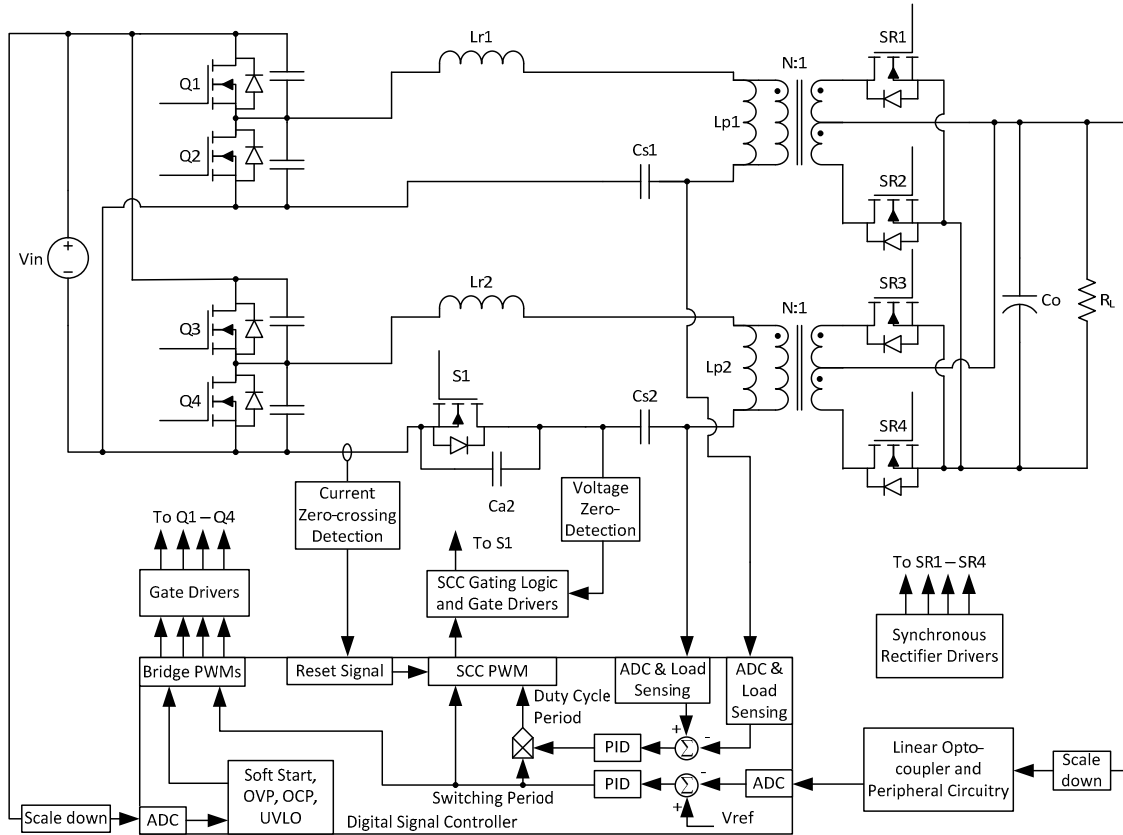 Lr1
SR1
N:1
Q1
Lp1
Q2
Cs1
SR2
Vin
+
−
Lr2
SR3
N:1
Co
RL
Q3
Lp2
S1
Cs2
Q4
SR4
Ca2
Current
Zero-crossing
Detection
Voltage
Zero-
Detection
To Q1−Q4
To S1
To SR1−SR4
Gate Drivers
SCC Gating Logic
and Gate Drivers
Synchronous
Rectifier Drivers
Bridge PWMs
Reset Signal
SCC PWM
ADC & Load
Sensing
ADC &
Load
Sensing
Duty Cycle
Period
+
-
PID
Σ
Linear Opto-
coupler and
Peripheral Circuitry
Scale
down
Soft Start,
OVP, OCP,
UVLO
Switching Period
PID
Σ
-
+
ADC
Vref
Scale down
ADC
Digital Signal Controller